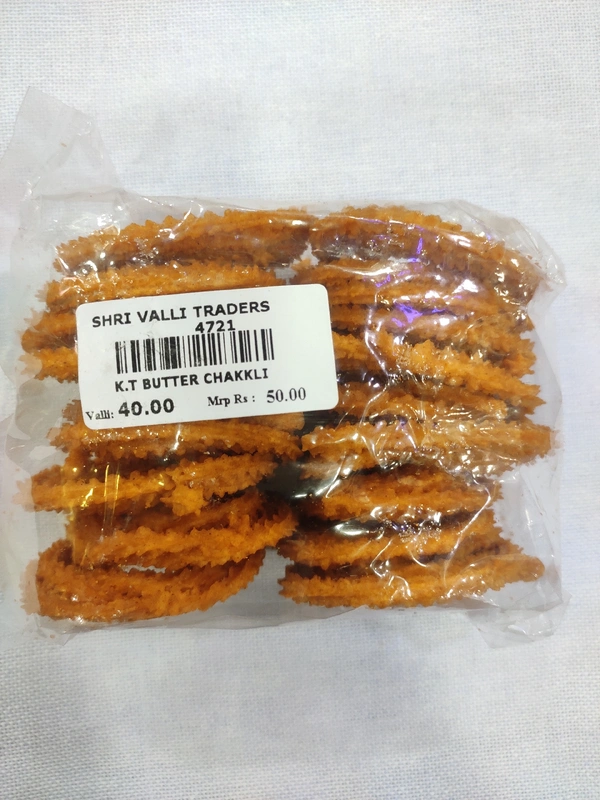 SHRI VALLI TRADERS
4721
K.T BUTTER CHAKKLI
Valli: 40.00 Mrp Rs : 50.00